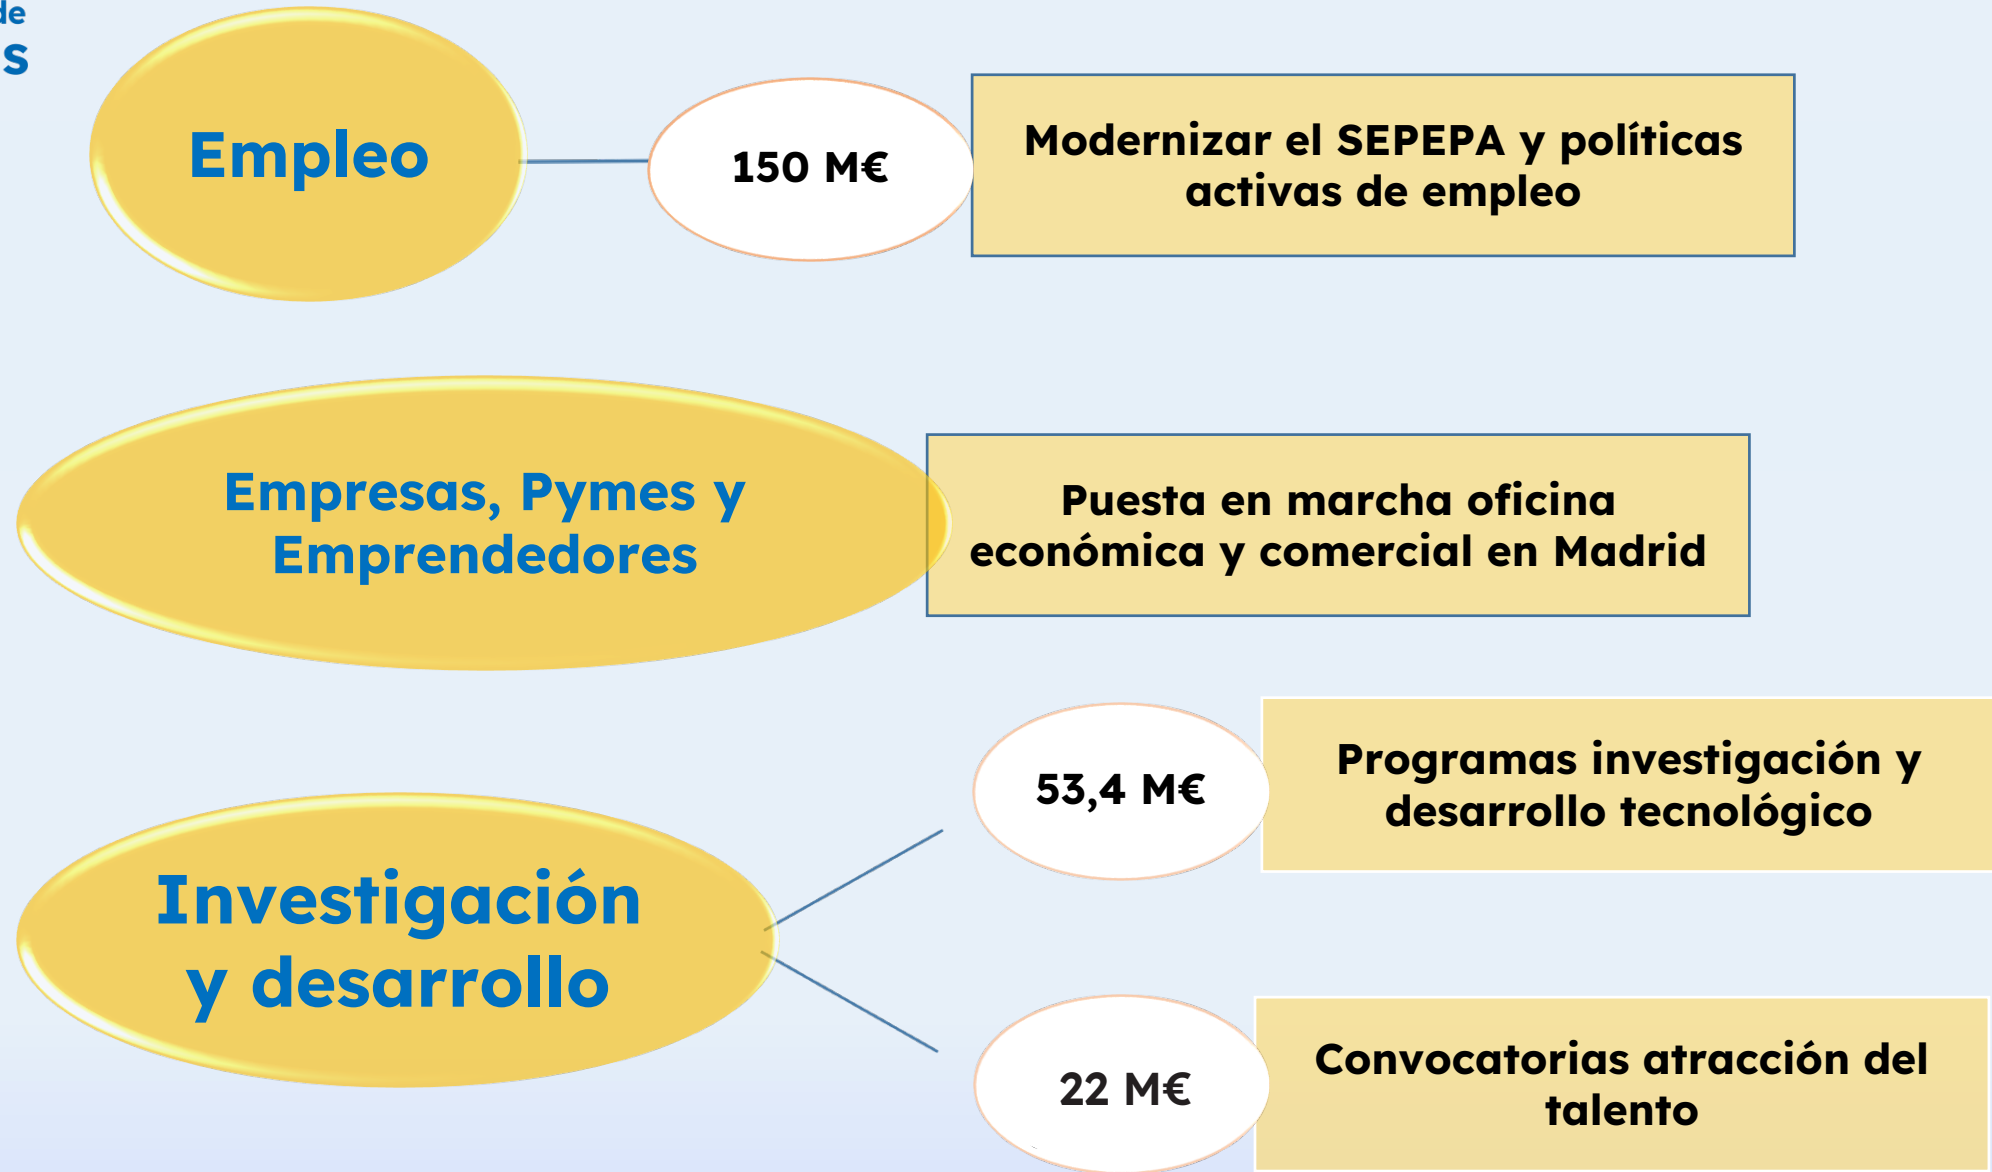 de
s
Empleo
150 M€
Modernizar el SEPEPA y políticas
activas de empleo
Empresas, Pymes y
Emprendedores
Puesta en marcha oficina
económica y comercial en Madrid
Investigación
y desarrollo
53,4 M€
Programas investigación y
desarrollo tecnológico
22 M€
Convocatorias atracción del
talento